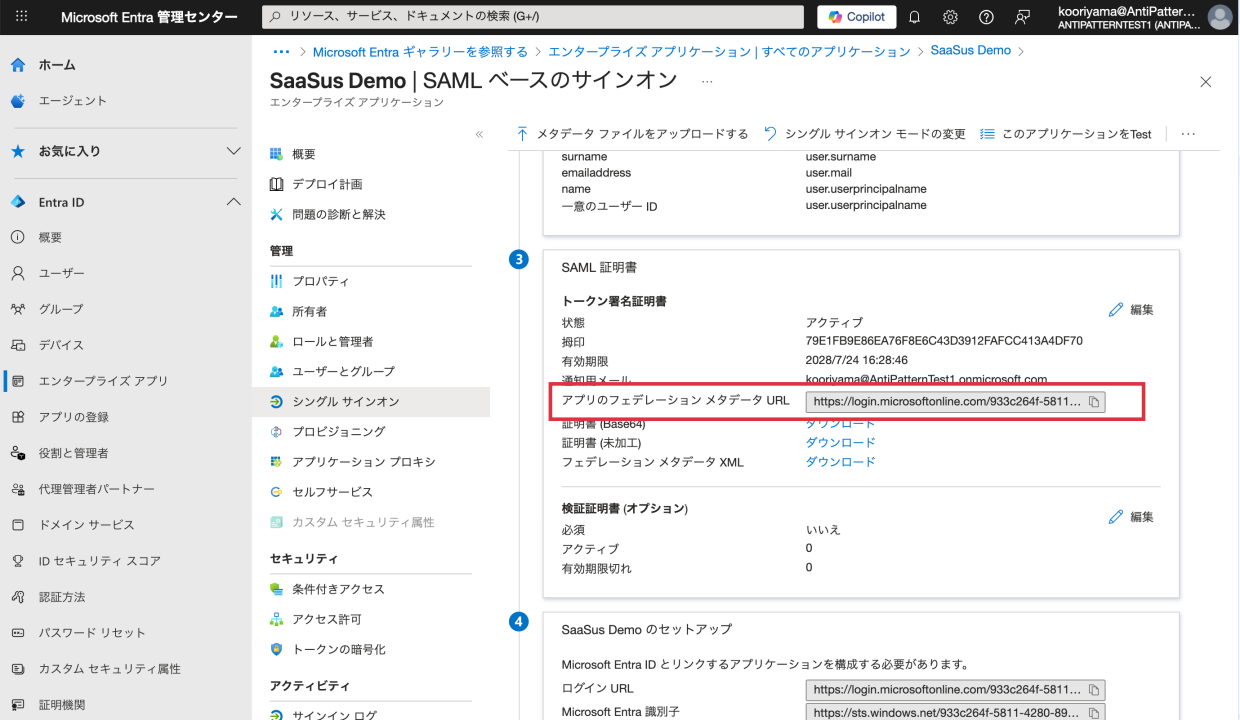 Microsoft Entra 管理センター
リソース、サービス、ドキュメントの検索 (G+/)
Copilot
kooriyama@AntiPatter...
ANTIPATTERNTEST1 (ANTIPA...
ホーム
エージェント
お気に入り
Entra ID
概要
ユーザー
グループ
デバイス
エンタープライズ アプリ
アプリの登録
役割と管理者
代理管理者パートナー
ドメイン サービス
ID セキュリティ スコア
認証方法
パスワード リセット
カスタム セキュリティ属性
証明機関
··· > Microsoft Entra ギャラリーを参照する > エンタープライズ アプリケーション | すべてのアプリケーション > SaaSus Demo >
SaaSus Demo | SAML ベースのサインオン ···
エンタープライズ アプリケーション
«
概要
デプロイ計画
問題の診断と解決
管理
プロパティ
所有者
ロールと管理者
ユーザーとグループ
シングル サインオン
プロビジョニング
アプリケーション プロキシ
セルフサービス
カスタム セキュリティ属性
セキュリティ
条件付きアクセス
アクセス許可
トークンの暗号化
アクティビティ
サインイン ログ
メタデータ ファイルをアップロードする シングル サインオン モードの変更 このアプリケーションをTest ···
surname user.surname
emailaddress user.mail
name user.userprincipalname
一意のユーザー ID user.userprincipalname
3
SAML 証明書
トークン署名証明書
編集
状態 アクティブ
拇印 79E1FB9E86EA76F8E6C43D3912FAFCC413A4DF70
有効期限 2028/7/24 16:28:46
通知用メール kooriyama@AntiPatternTest1.onmicrosoft.com
アプリのフェデレーション メタデータ URL https://login.microsoftonline.com/933c264f-5811...
証明書 (Base64) ダウンロード
証明書 (未加工) ダウンロード
フェデレーション メタデータ XML ダウンロード
検証証明書 (オプション)
編集
必須 いいえ
アクティブ 0
有効期限切れ 0
4
SaaSus Demo のセットアップ
Microsoft Entra ID とリンクするアプリケーションを構成する必要があります。
ログイン URL https://login.microsoftonline.com/933c264f-5811...
Microsoft Entra 識別子 https://sts.windows.net/933c264f-5811-4280-89...